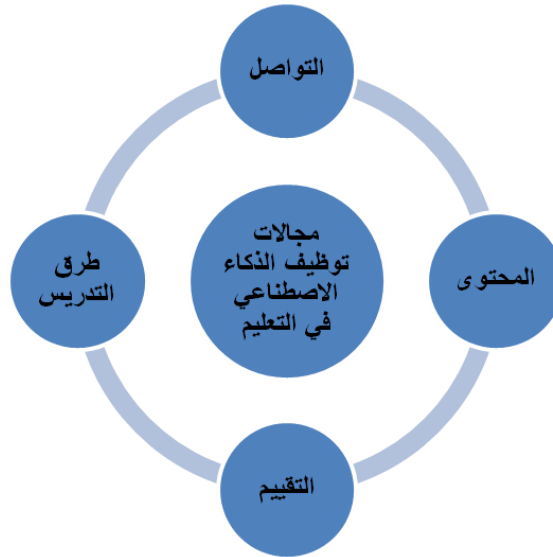 التواصل
مجالات
توظيف الذكاء
الاصطناعي
في التعليم
المحتوى
طرق
التدريس
التقييم